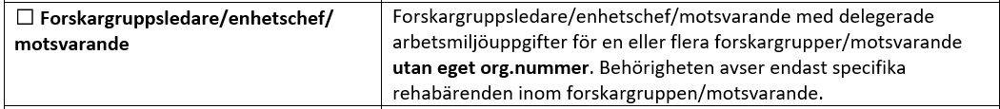 ☐ Forskargruppsledare/enhetschef/
motsvarande
Forskargruppsledare/enhetschef/motsvarande med delegerade
arbetsmiljöuppgifter för en eller flera forskargrupper/motsvarande
utan eget org.nummer. Behörigheten avser endast specifika
rehabärenden inom forskargruppen/motsvarande.